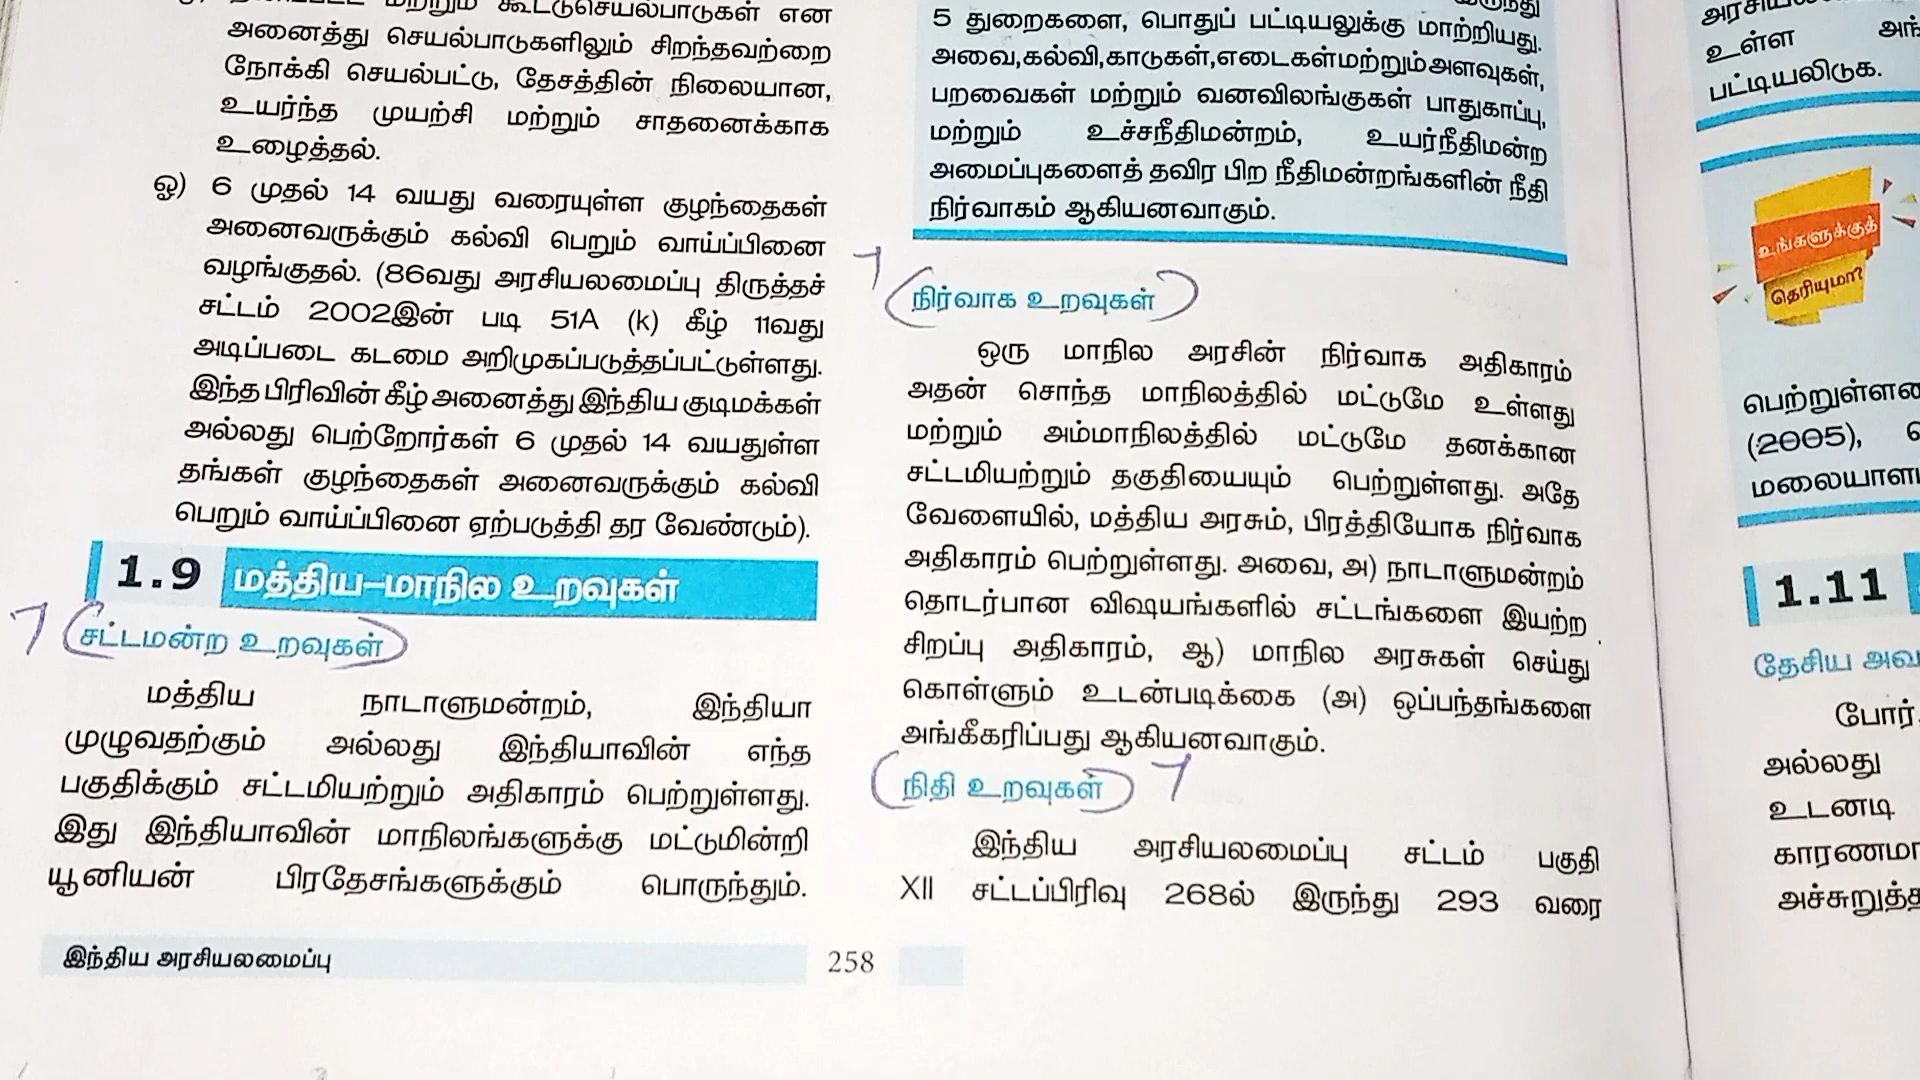 மற்றும் கூட்டுசெயல்பாடுகள் என
அனைத்து செயல்பாடுகளிலும் சிறந்தவற்றை
நோக்கி செயல்பட்டு, தேசத்தின் நிலையான,
உயர்ந்த முயற்சி மற்றும் சாதனைக்காக
உழைத்தல்.
ஓ) 6 முதல் 14 வயது வரையுள்ள குழந்தைகள்
அனைவருக்கும் கல்வி பெறும் வாய்ப்பினை
வழங்குதல். (86வது அரசியலமைப்பு திருத்தச்
சட்டம் 2002இன் படி 51A (k) கீழ் 11வது
அடிப்படை கடமை அறிமுகப்படுத்தப்பட்டுள்ளது.
இந்த பிரிவின் கீழ் அனைத்து இந்திய குடிமக்கள்
அல்லது பெற்றோர்கள் 6 முதல் 14 வயதுள்ள
தங்கள் குழந்தைகள் அனைவருக்கும் கல்வி
பெறும் வாய்ப்பினை ஏற்படுத்தி தர வேண்டும்).
1.9 மத்திய-மாநில உறவுகள்
சட்டமன்ற உறவுகள்
மத்திய நாடாளுமன்றம், இந்தியா
முழுவதற்கும் அல்லது இந்தியாவின் எந்த
பகுதிக்கும் சட்டமியற்றும் அதிகாரம் பெற்றுள்ளது.
இது இந்தியாவின் மாநிலங்களுக்கு மட்டுமின்றி
யூனியன் பிரதேசங்களுக்கும் பொருந்தும்.
5 துறைகளை, பொதுப் பட்டியலுக்கு மாற்றியது.
அவை,கல்வி,காடுகள்,எடைகள்மற்றும்அளவுகள்,
பறவைகள் மற்றும் வனவிலங்குகள் பாதுகாப்பு,
மற்றும் உச்சநீதிமன்றம், உயர்நீதிமன்ற
அமைப்புகளைத் தவிர பிற நீதிமன்றங்களின் நீதி
நிர்வாகம் ஆகியனவாகும்.
நிர்வாக உறவுகள்
ஒரு மாநில அரசின் நிர்வாக அதிகாரம்
அதன் சொந்த மாநிலத்தில் மட்டுமே உள்ளது
மற்றும் அம்மாநிலத்தில் மட்டுமே தனக்கான
சட்டமியற்றும் தகுதியையும் பெற்றுள்ளது. அதே
வேளையில், மத்திய அரசும், பிரத்தியோக நிர்வாக
அதிகாரம் பெற்றுள்ளது. அவை, அ) நாடாளுமன்றம்
தொடர்பான விஷயங்களில் சட்டங்களை இயற்ற
சிறப்பு அதிகாரம், ஆ) மாநில அரசுகள் செய்து
கொள்ளும் உடன்படிக்கை (அ) ஒப்பந்தங்களை
அங்கீகரிப்பது ஆகியனவாகும்.
நிதி உறவுகள்
இந்திய அரசியலமைப்பு சட்டம் பகுதி
XII சட்டப்பிரிவு 268ல் இருந்து 293 வரை
இந்திய அரசியலமைப்பு 258
உள்ள
பட்டியலிடுக.
உங்களுக்குத்
தெரியுமா?
(2005),
1.11
தேசிய
போர்,
அல்லது
உடனடி